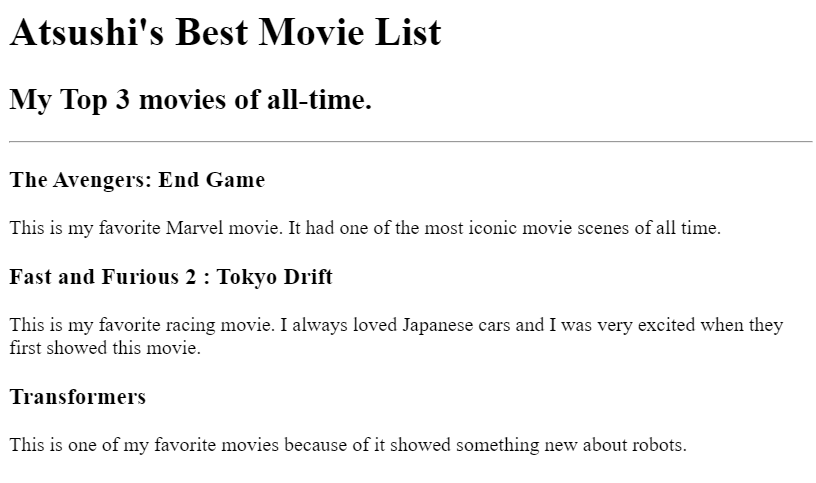 Atsushi's Best Movie List
My Top 3 movies of all-time.
The Avengers: End Game
This is my favorite Marvel movie. It had one of the most iconic movie scenes of all time.
Fast and Furious 2 : Tokyo Drift
This is my favorite racing movie. I always loved Japanese cars and I was very excited when they
first showed this movie.
Transformers
This is one of my favorite movies because of it showed something new about robots.